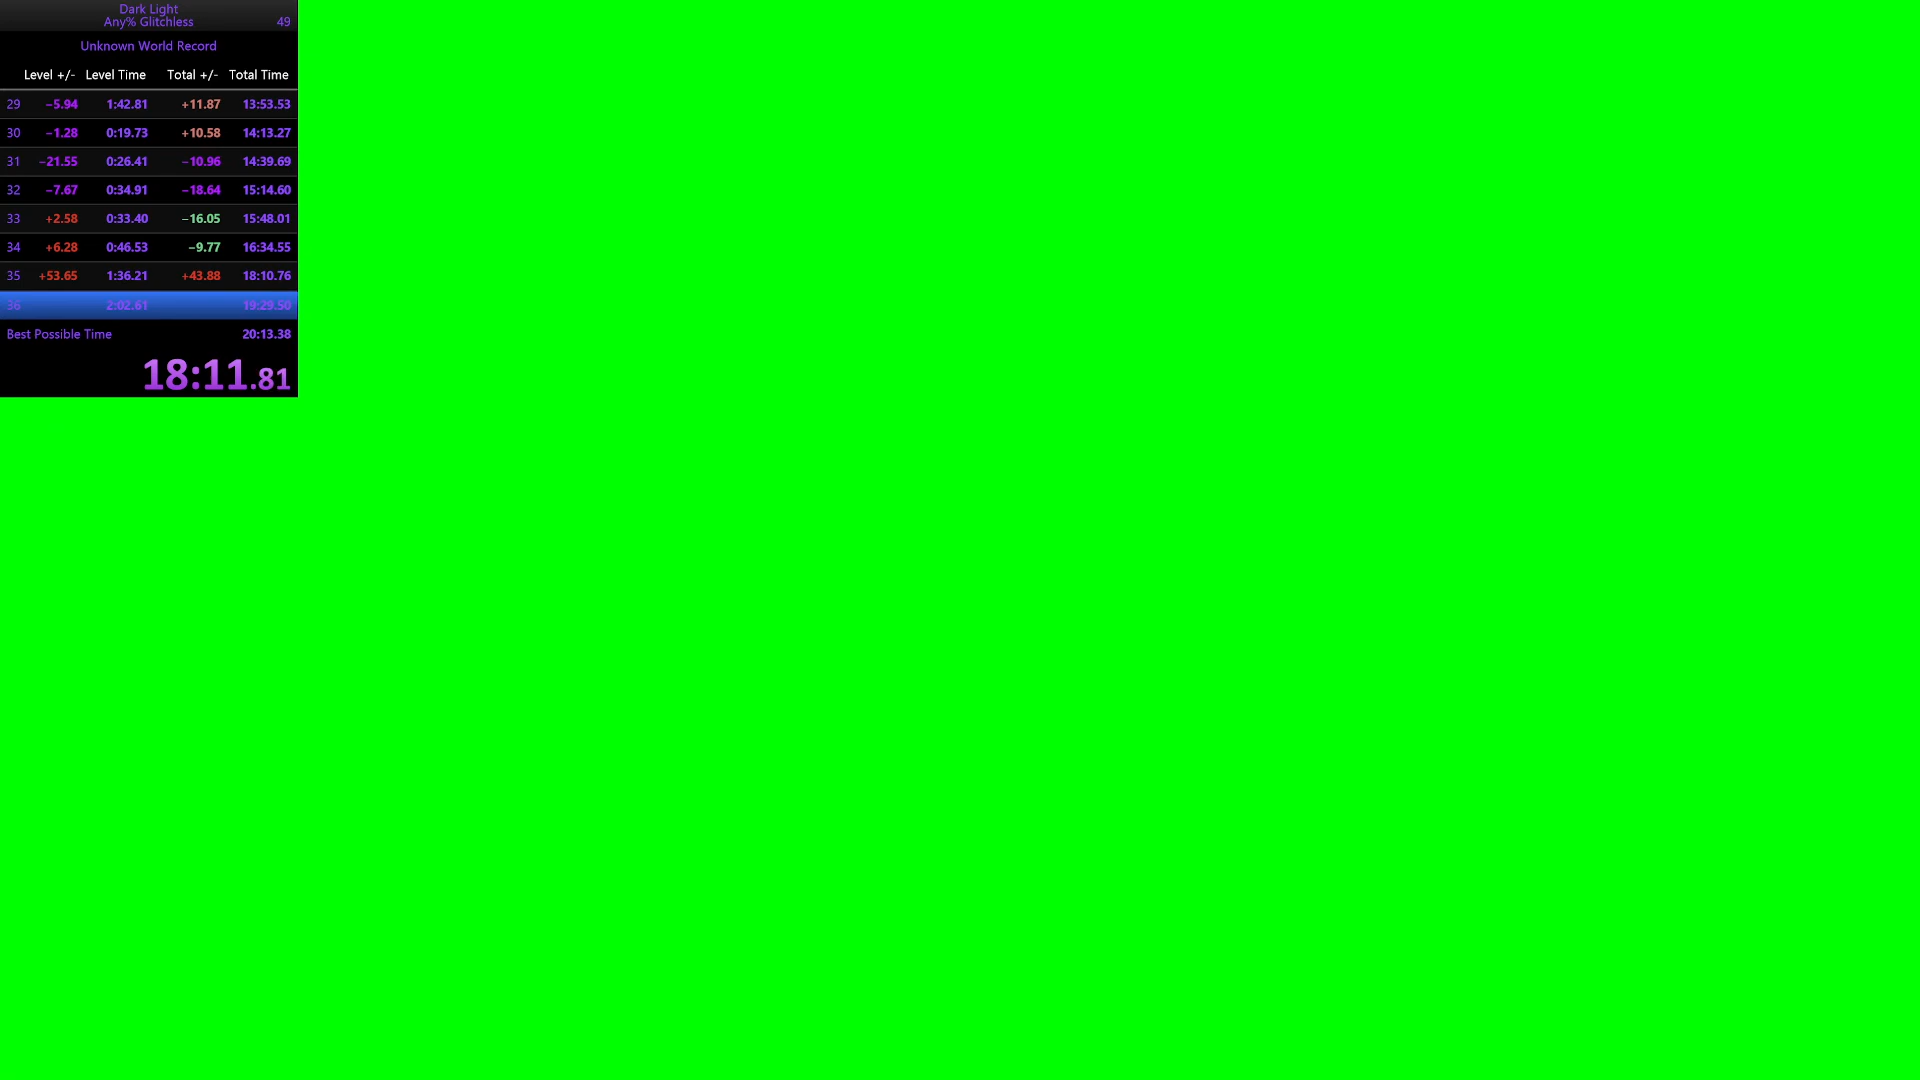 Dark Light
Any% Glitchless 49
Unknown World Record
Level +/- Level Time Total +/- Total Time
29 −5.94 1:42.81 +11.87 13:53.53
30 −1.28 0:19.73 +10.58 14:13.27
31 −21.55 0:26.41 −10.96 14:39.69
32 −7.67 0:34.91 −18.64 15:14.60
33 +2.58 0:33.40 −16.05 15:48.01
34 +6.28 0:46.53 −9.77 16:34.55
35 +53.65 1:36.21 +43.88 18:10.76
36 2:02.61 19:29.50
Best Possible Time 20:13.38
18:11.81